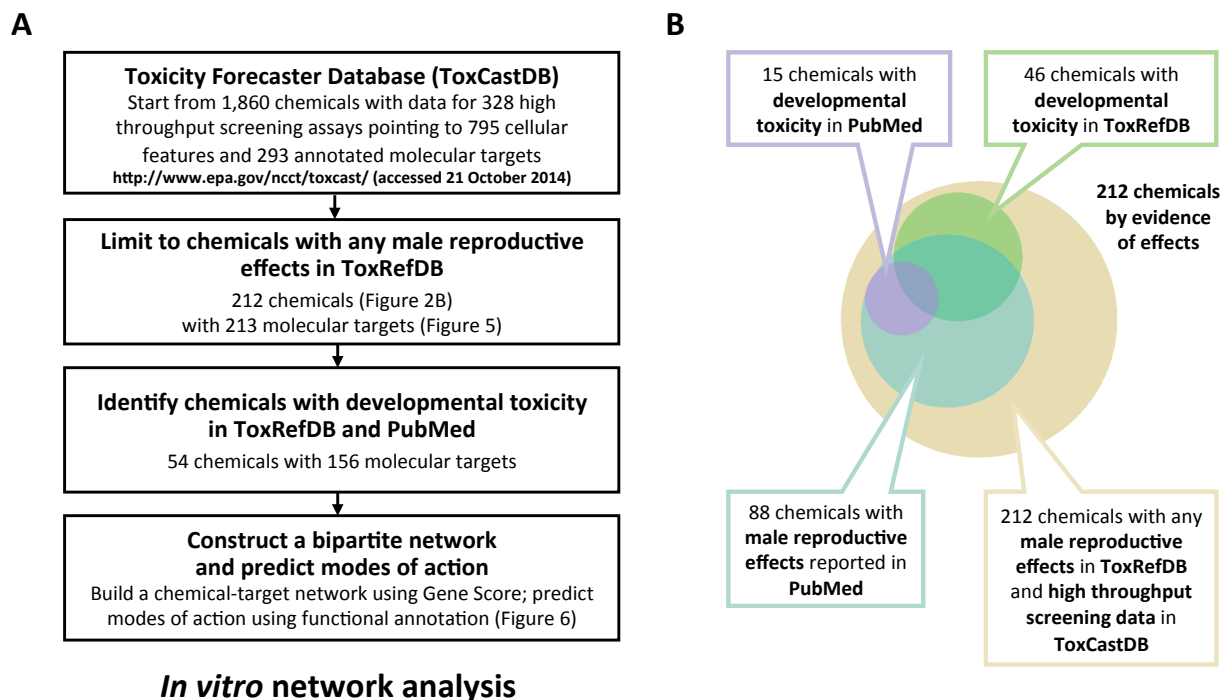 A
Toxicity Forecaster Database (ToxCastDB)
Start from 1,860 chemicals with data for 328 high
throughput screening assays pointing to 795 cellular
features and 293 annotated molecular targets
http://www.epa.gov/ncct/toxcast/ (accessed 21 October 2014)
Limit to chemicals with any male reproductive
effects in ToxRefDB
212 chemicals (Figure 2B)
with 213 molecular targets (Figure 5)
Identify chemicals with developmental toxicity
in ToxRefDB and PubMed
54 chemicals with 156 molecular targets
Construct a bipartite network
and predict modes of action
Build a chemical-target network using Gene Score; predict
modes of action using functional annotation (Figure 6)
In vitro network analysis
B
15 chemicals with
developmental
toxicity in PubMed
46 chemicals with
developmental
toxicity in ToxRefDB
212 chemicals
by evidence
of effects
88 chemicals with
male reproductive
effects reported in
PubMed
212 chemicals with any
male reproductive
effects in ToxRefDB
and high throughput
screening data in
ToxCastDB